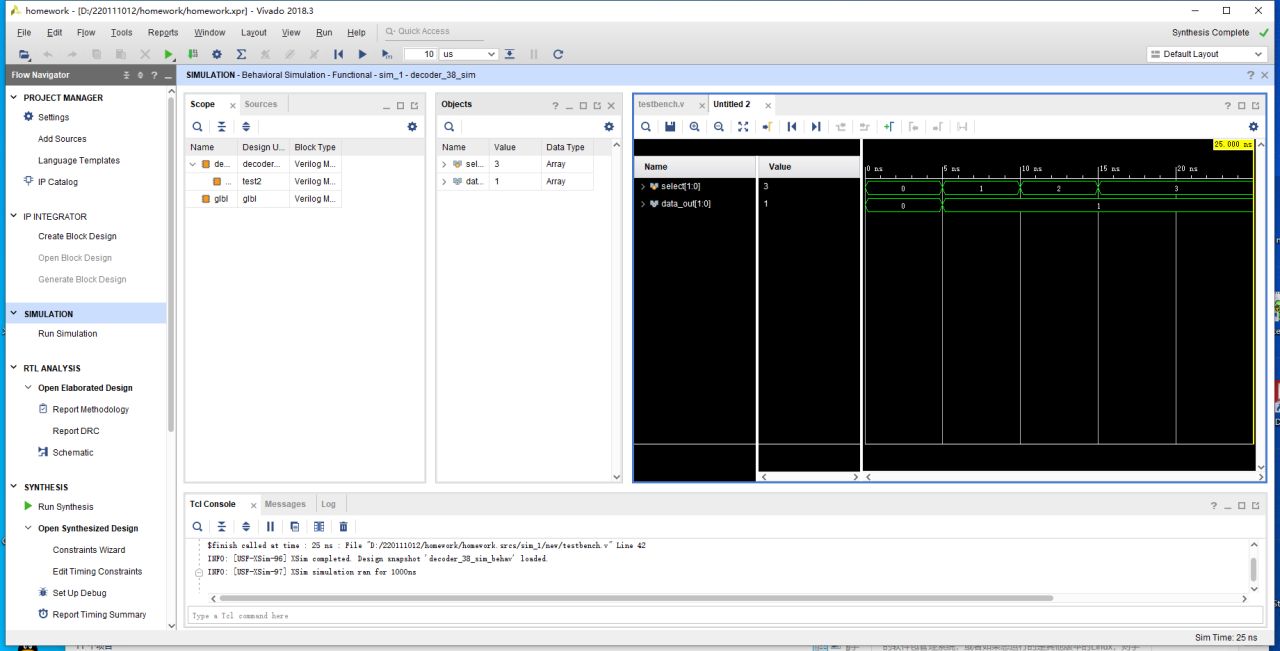 homework - [D:/220111012/homework/homework.xpr] - Vivado 2018.3
File Edit Flow Tools Reports Window Layout View Run Help Quick Access
Synthesis Complete
10 us
Default Layout
Flow Navigator
SIMULATION - Behavioral Simulation - Functional - sim_1 - decoder_38_sim
PROJECT MANAGER
Settings
Add Sources
Language Templates
IP Catalog
IP INTEGRATOR
Create Block Design
Open Block Design
Generate Block Design
SIMULATION
Run Simulation
RTL ANALYSIS
Open Elaborated Design
Report Methodology
Report DRC
Schematic
SYNTHESIS
Run Synthesis
Open Synthesized Design
Constraints Wizard
Edit Timing Constraints
Set Up Debug
Report Timing Summary
Scope Sources
Name Design U... Block Type
de... decoder... Verilog M...
... test2 Verilog M...
glbl glbl Verilog M...
Objects
Name Value Data Type
sel... 3 Array
dat... 1 Array
testbench.v Untitled 2
25.000 ns
Name Value
0 ns 5 ns 10 ns 15 ns 20 ns
select[1:0] 3 0 1 2 3
data_out[1:0] 1 0 1
Tcl Console Messages Log
$finish called at time : 25 ns : File "D:/220111012/homework/homework.srcs/sim_1/new/testbench.v" Line 42
INFO: [USF-XSim-96] XSim completed. Design snapshot 'decoder_38_sim_behav' loaded.
INFO: [USF-XSim-97] XSim simulation ran for 1000ns
Type a Tcl command here
Sim Time: 25 ns